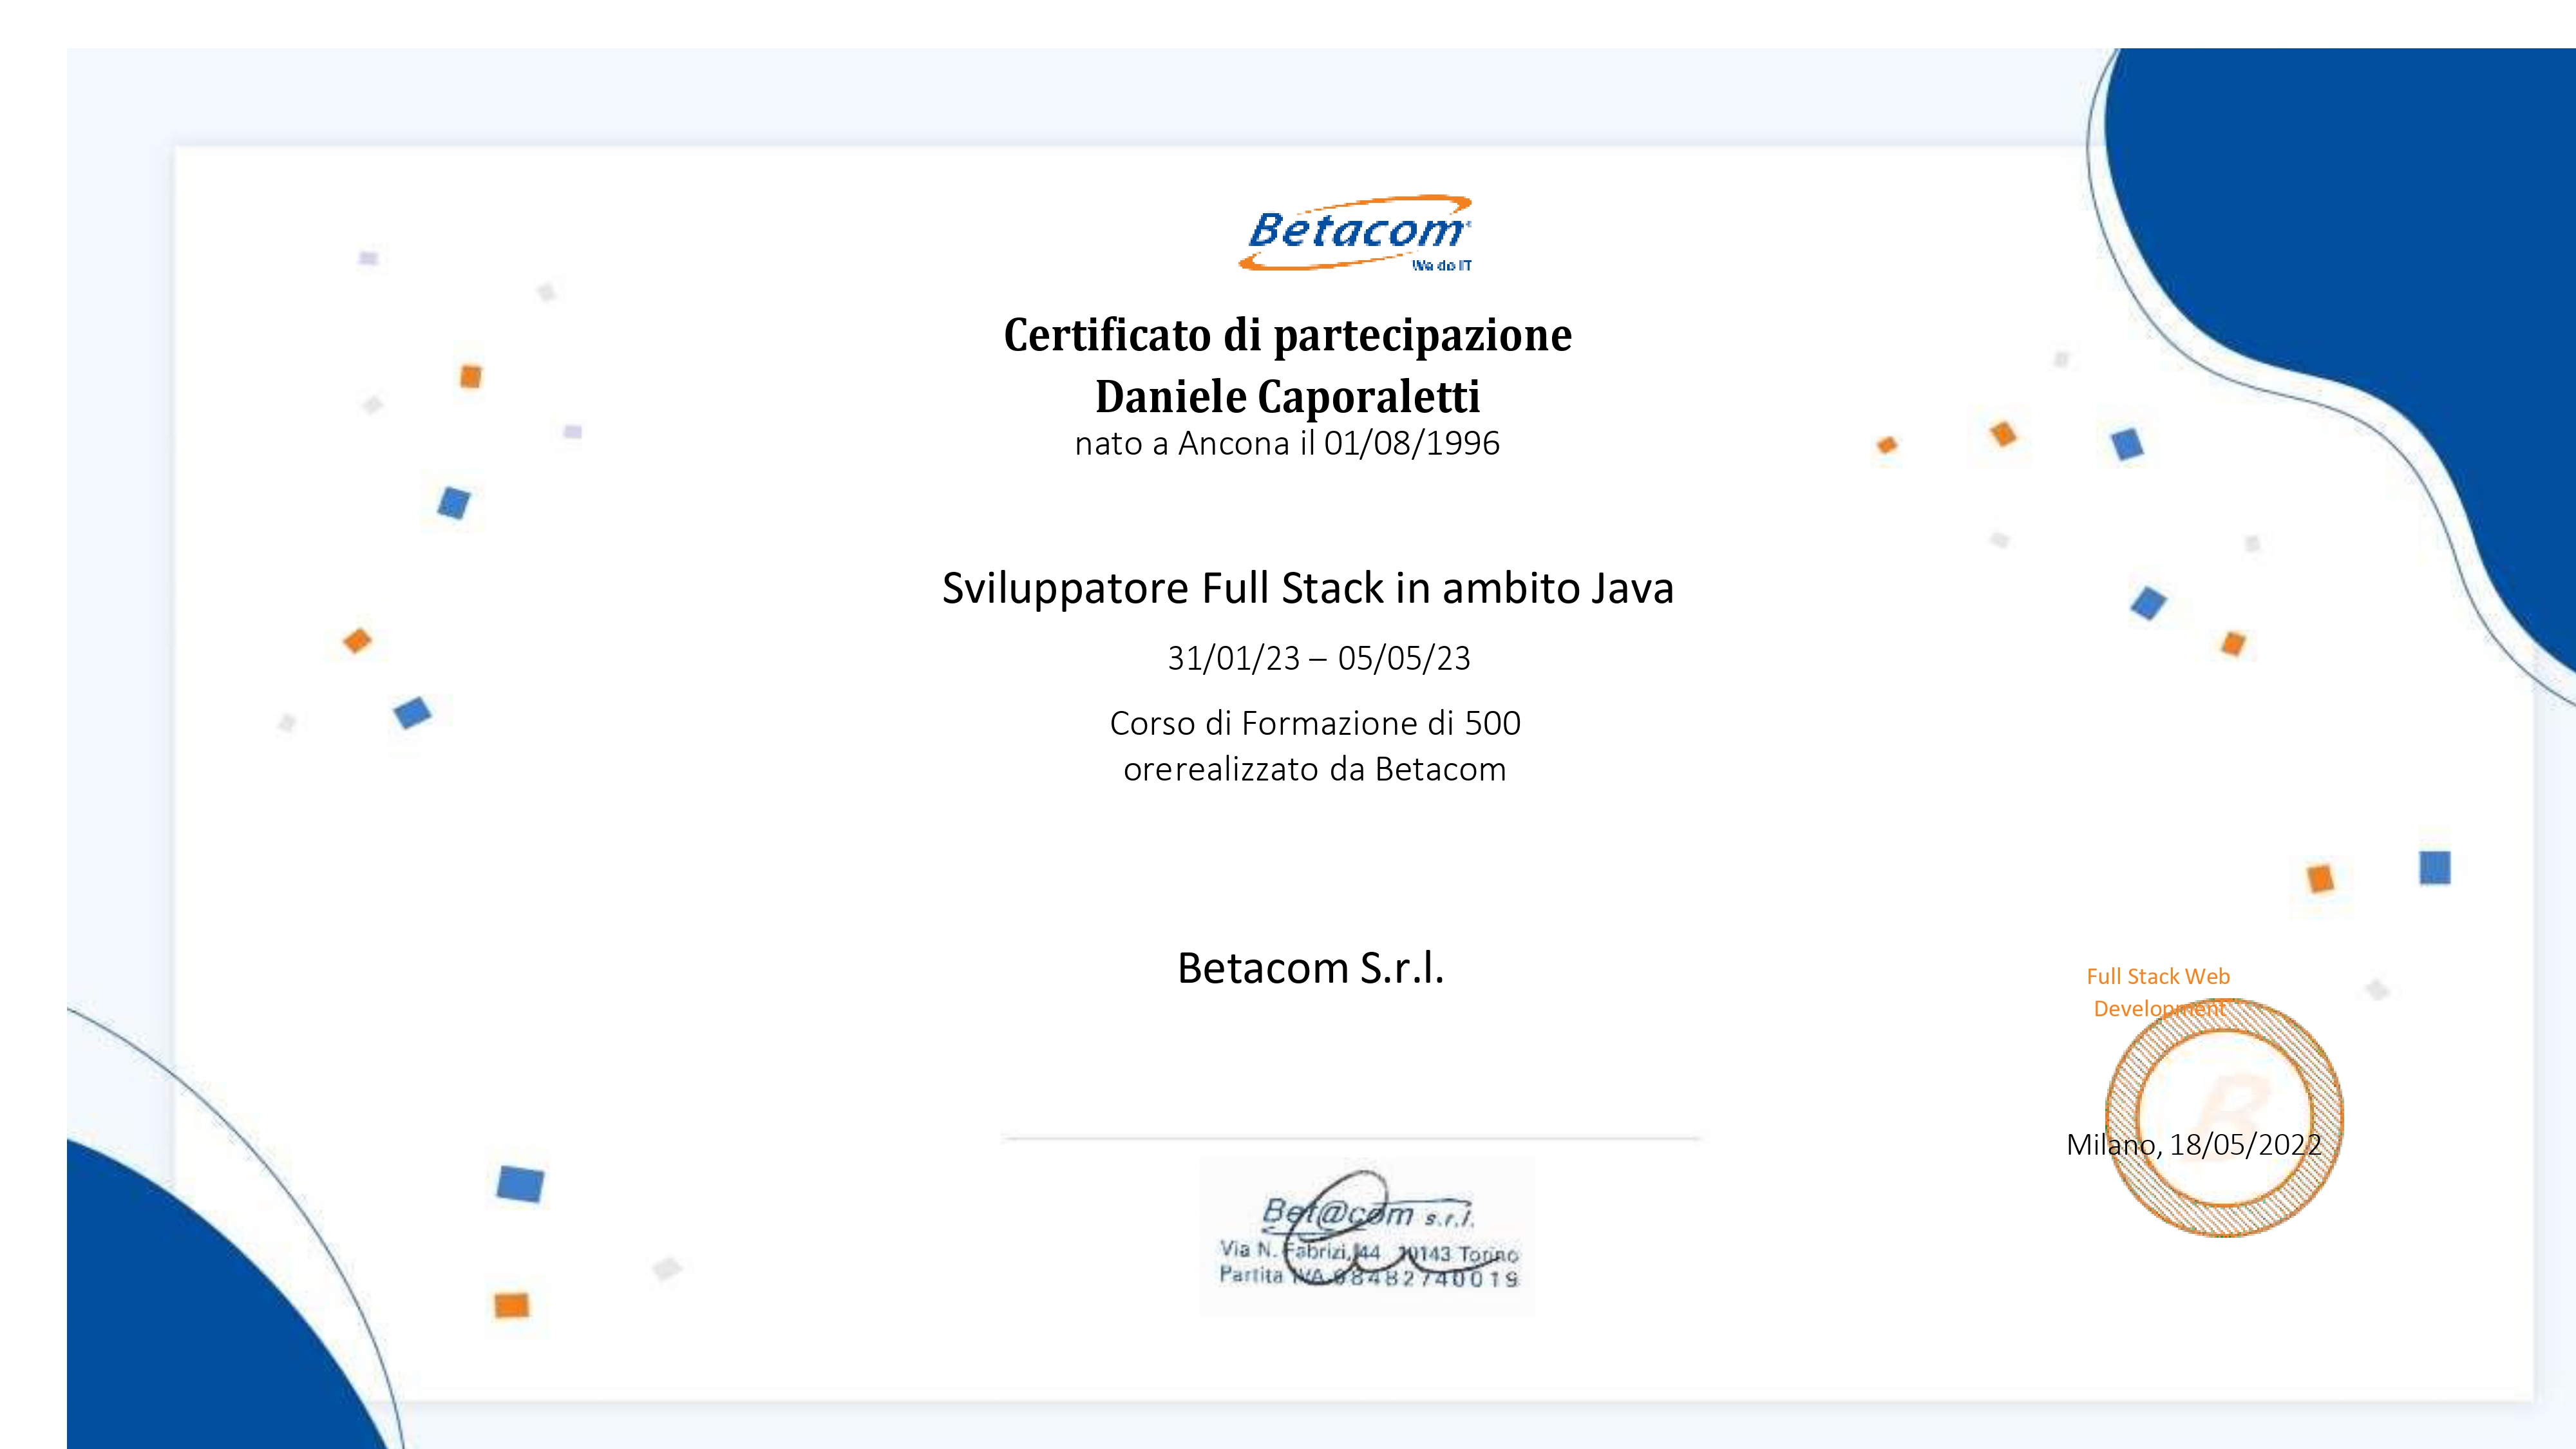 Betacom
We do IT
Certificato di partecipazione
Daniele Caporaletti
nato a Ancona il 01/08/1996
Sviluppatore Full Stack in ambito Java
31/01/23 – 05/05/23
Corso di Formazione di 500
orerealizzato da Betacom
Betacom S.r.l.
Full Stack Web
Development
B
Milano, 18/05/2022
Bet@com s.r.l.
Via N. Fabrizi, 44 10143 Torino
Partita IVA 08482740019